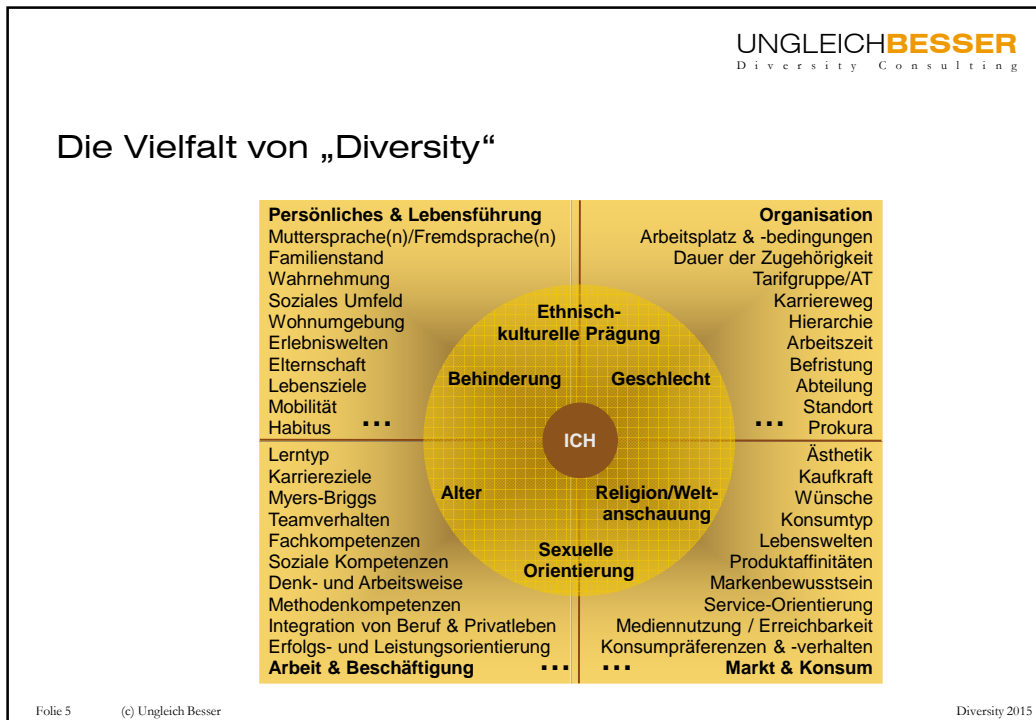 UNGLEICHBESSER
Diversity Consulting
Die Vielfalt von „Diversity“
Persönliches & Lebensführung
Muttersprache(n)/Fremdsprache(n)
Familienstand
Wahrnehmung
Soziales Umfeld
Wohnumgebung
Erlebniswelten
Elternschaft
Lebensziele
Mobilität
Habitus ...
Organisation
Arbeitsplatz & -bedingungen
Dauer der Zugehörigkeit
Tarifgruppe/AT
Karriereweg
Hierarchie
Arbeitszeit
Befristung
Abteilung
Standort
... Prokura
Ethnisch-
kulturelle Prägung
Behinderung
Geschlecht
ICH
Alter
Religion/Welt-
anschauung
Sexuelle
Orientierung
Lerntyp
Karriereziele
Myers-Briggs
Teamverhalten
Fachkompetenzen
Soziale Kompetenzen
Denk- und Arbeitsweise
Methodenkompetenzen
Integration von Beruf & Privatleben
Erfolgs- und Leistungsorientierung
Arbeit & Beschäftigung ...
Ästhetik
Kaufkraft
Wünsche
Konsumtyp
Lebenswelten
Produktaffinitäten
Markenbewusstsein
Service-Orientierung
Mediennutzung / Erreichbarkeit
Konsumpräferenzen & -verhalten
... Markt & Konsum
Folie 5 (c) Ungleich Besser Diversity 2015